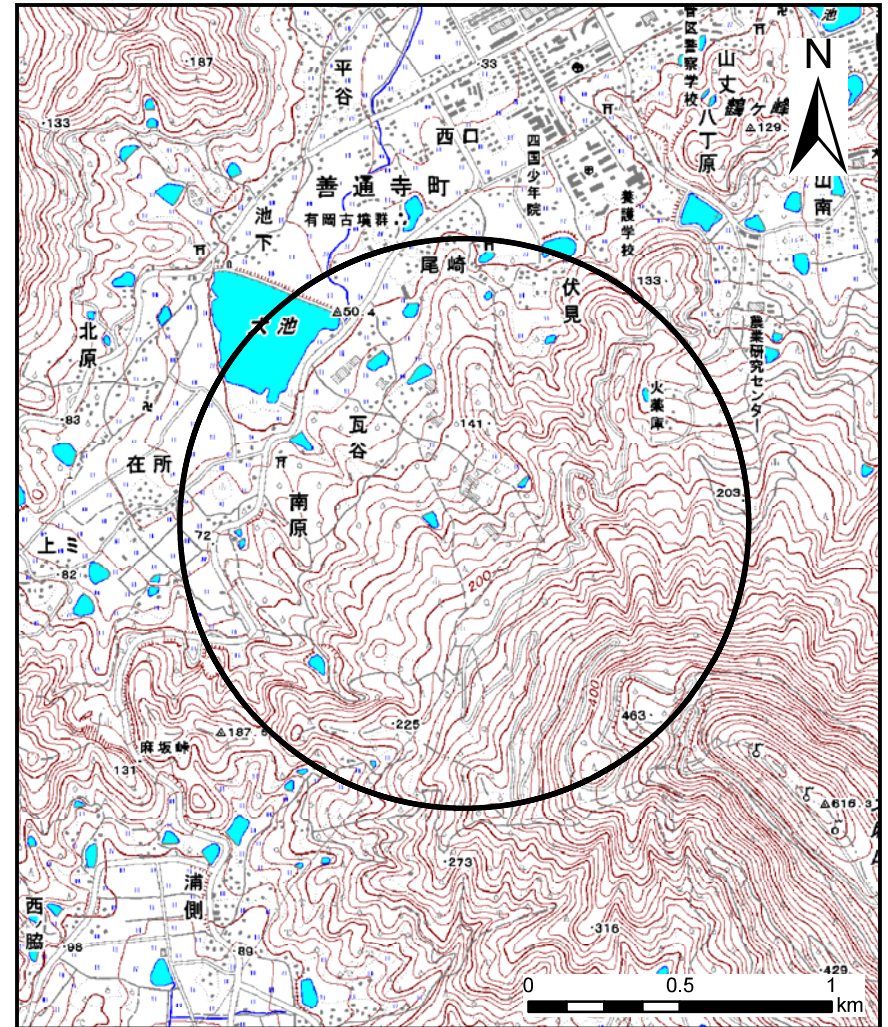 187
133
平谷
33
西口
善通寺町
有岡古墳群
池下
四国少年院
養護学校
管区警察学校
山丈
八丁原
鶴ヶ峰
129
池
N
山南
尾崎
伏見
133
大池
50.4
北原
83
在所
瓦谷
141
火薬庫
農業研究センター
203
南原
72
上ミ
82
200
400
463
225
187.5
麻坂峠
131
616.3
273
316
429
浦側
西ノ脇
98
89
0 0.5 1
km